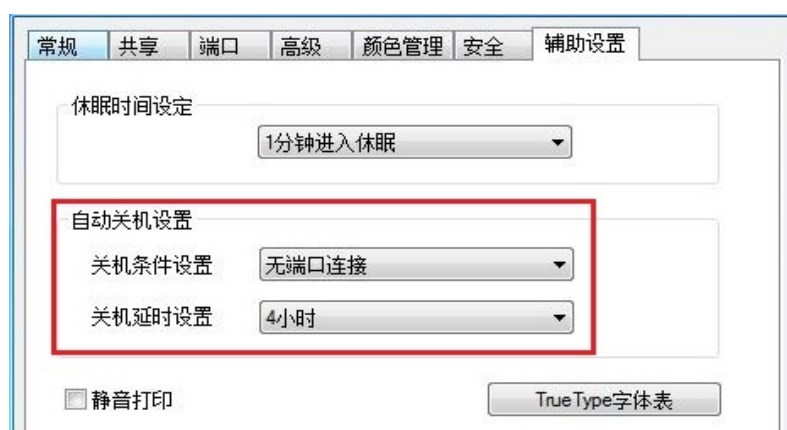 常规 共享 端口 高级 颜色管理 安全 辅助设置
休眠时间设定
1分钟进入休眠
自动关机设置
关机条件设置 无端口连接
关机延时设置 4小时
静音打印 TrueType字体表